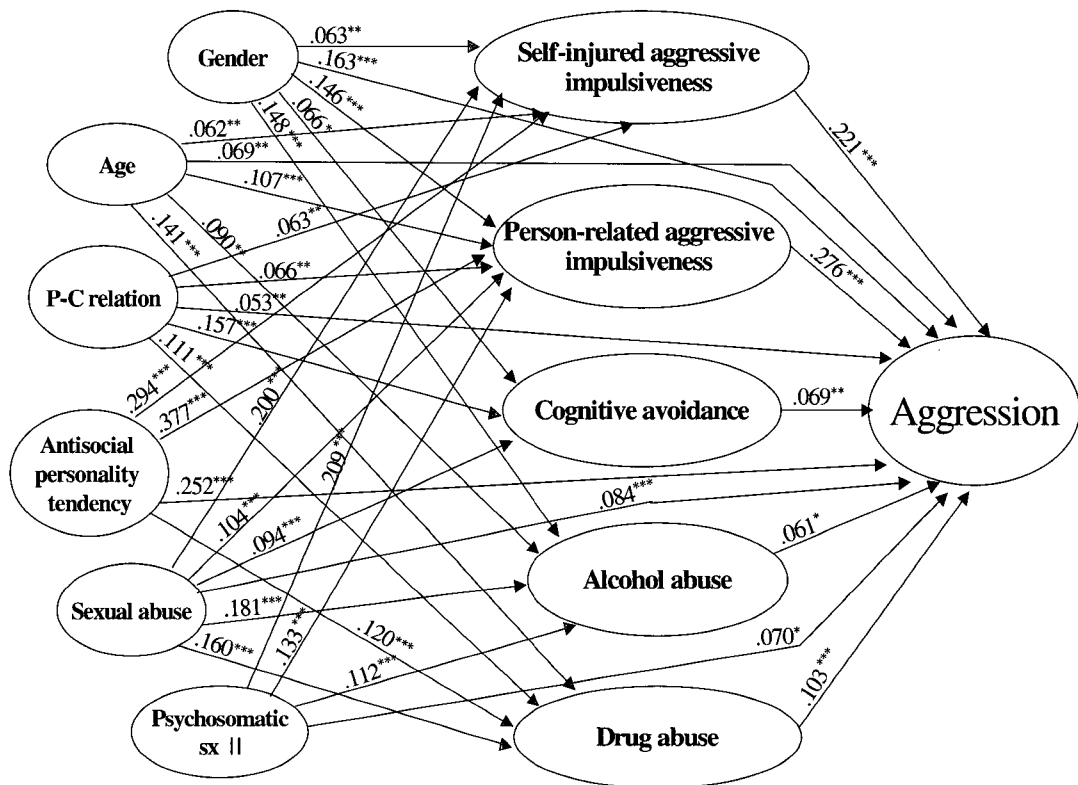 Gender
.063**
.163***
.146***
.066*
.148***
Self-injured aggressive
impulsiveness
.221***
Age
.062**
.069**
.107***
.090**
.141***
Person-related aggressive
impulsiveness
.276***
P-C relation
.063**
.066**
.053**
.157***
.111***
Cognitive avoidance
.069**
Aggression
Antisocial
personality
tendency
.294***
.377***
.252***
.120***
Sexual abuse
.200***
.104***
.094***
.084***
.181***
.160***
Alcohol abuse
.061*
Psychosomatic
sx II
.209***
.133***
.112***
.070*
Drug abuse
.103***